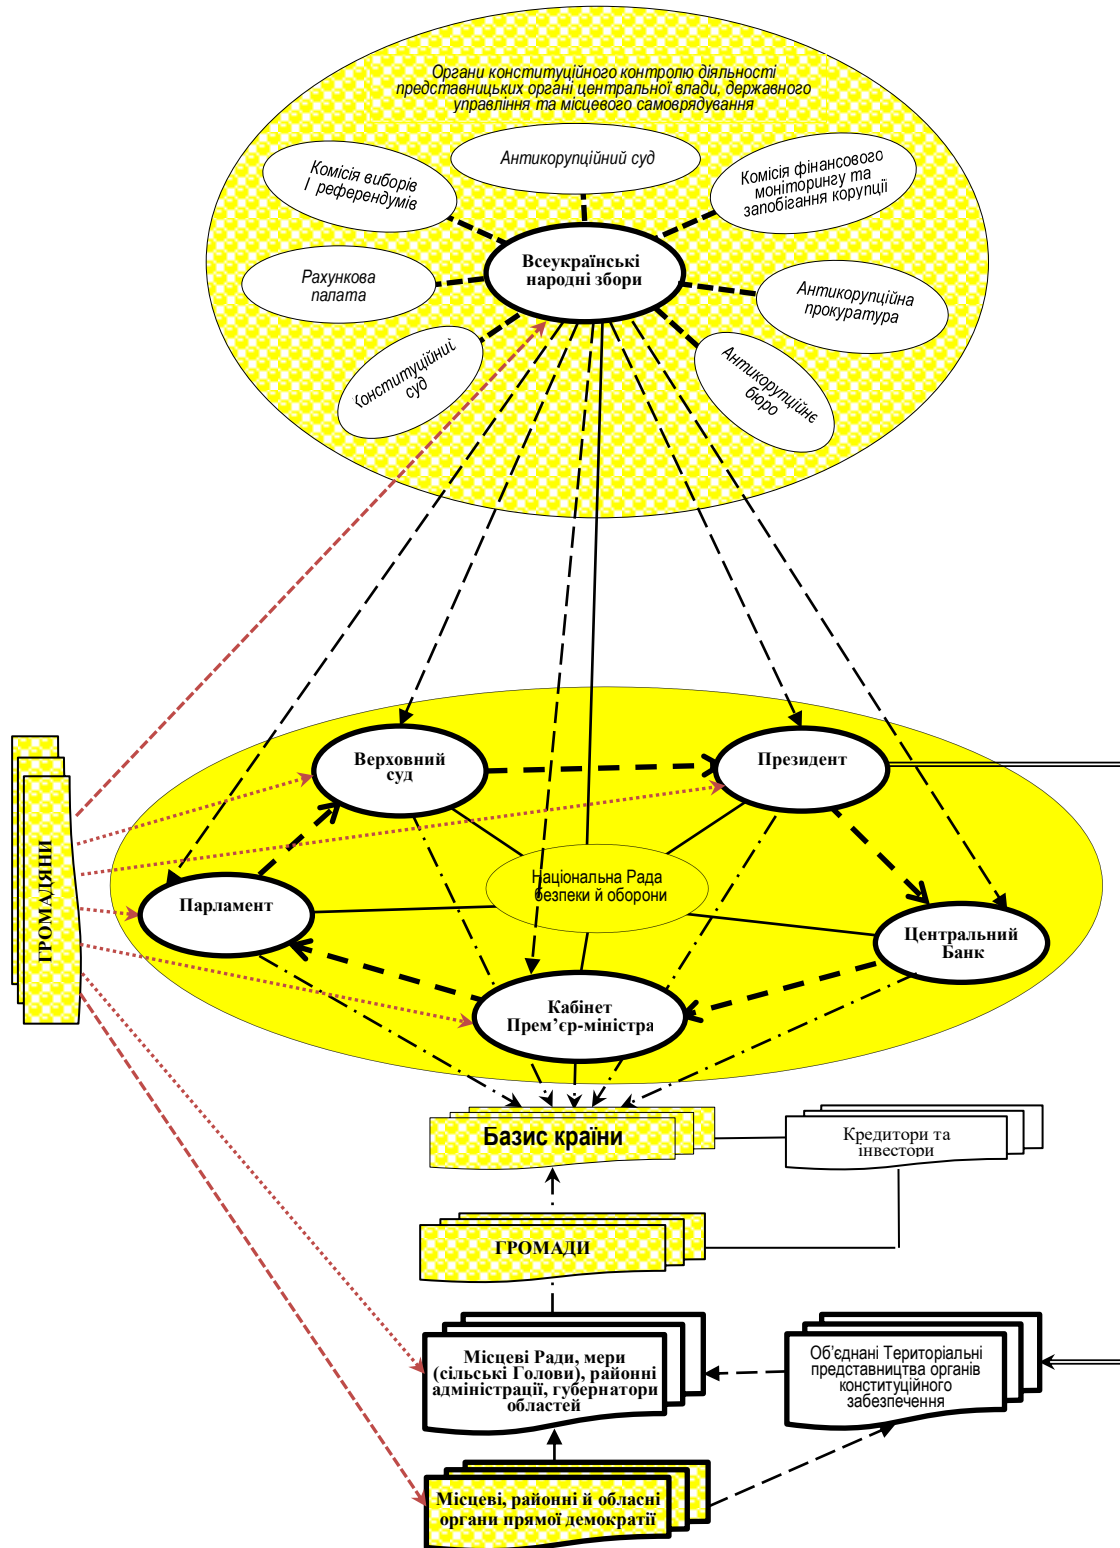 Органи конституційного контролю діяльності
представницьких органі центральної влади, державного
управління та місцевого самоврядування
Антикорупційний суд
Комісія виборів
І референдумів
Комісія фінансового
моніторингу та
запобігання корупції
Всеукраїнські
народні збори
Рахункова
палата
Антикорупційна
прокуратура
Конституційний
суд
Антикорупційне
бюро
Верховний
суд
Президент
ГРОМАДЯНИ
Національна Рада
безпеки й оборони
Парламент
Центральний
Банк
Кабінет
Прем’єр-міністра
Базис країни
Кредитори та
інвестори
ГРОМАДИ
Місцеві Ради, мери
(сільські Голови), районні
адміністрації, губернатори
областей
Об’єднані Територіальні
представництва органів
конституційного
забезпечення
Місцеві, районні й обласні
органи прямої демократії